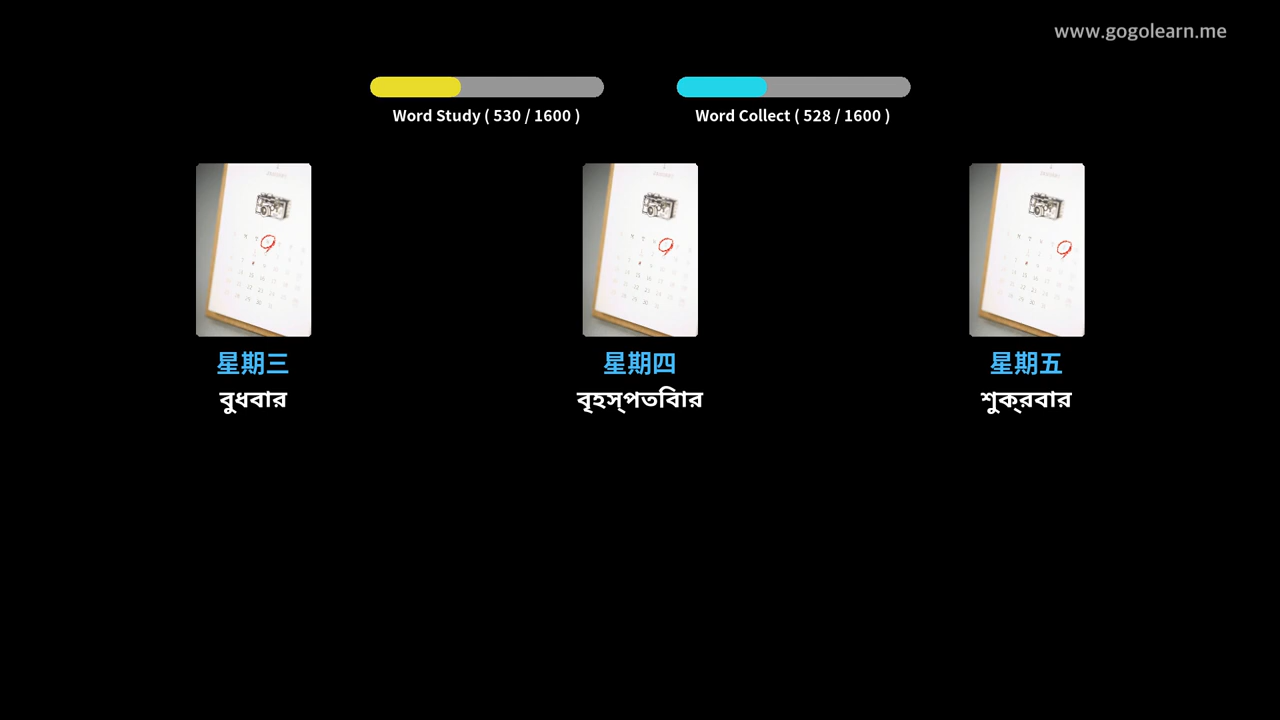 www.gogolearn.me
Word Study ( 530 / 1600 )
Word Collect ( 528 / 1600 )
星期三
星期四
星期五
বুধবার
বৃহস্পতিবার
শুক্রবার